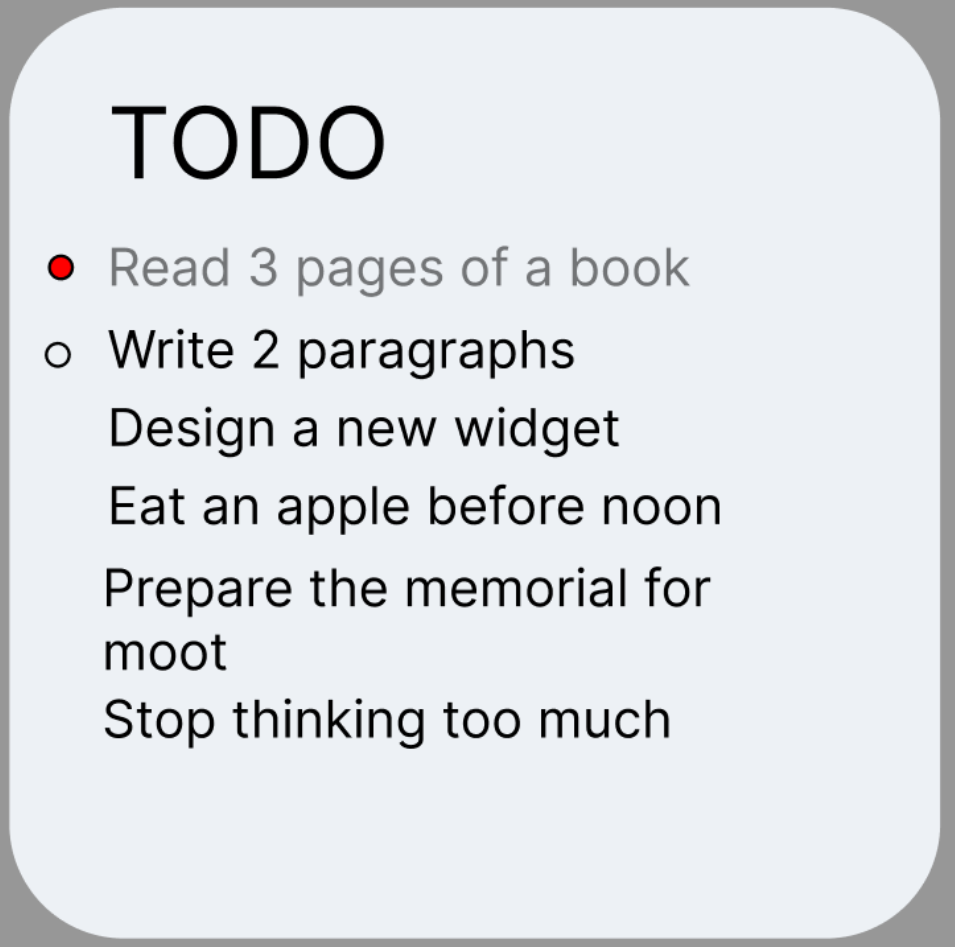 TODO
Read 3 pages of a book
Write 2 paragraphs
Design a new widget
Eat an apple before noon
Prepare the memorial for
moot
Stop thinking too much